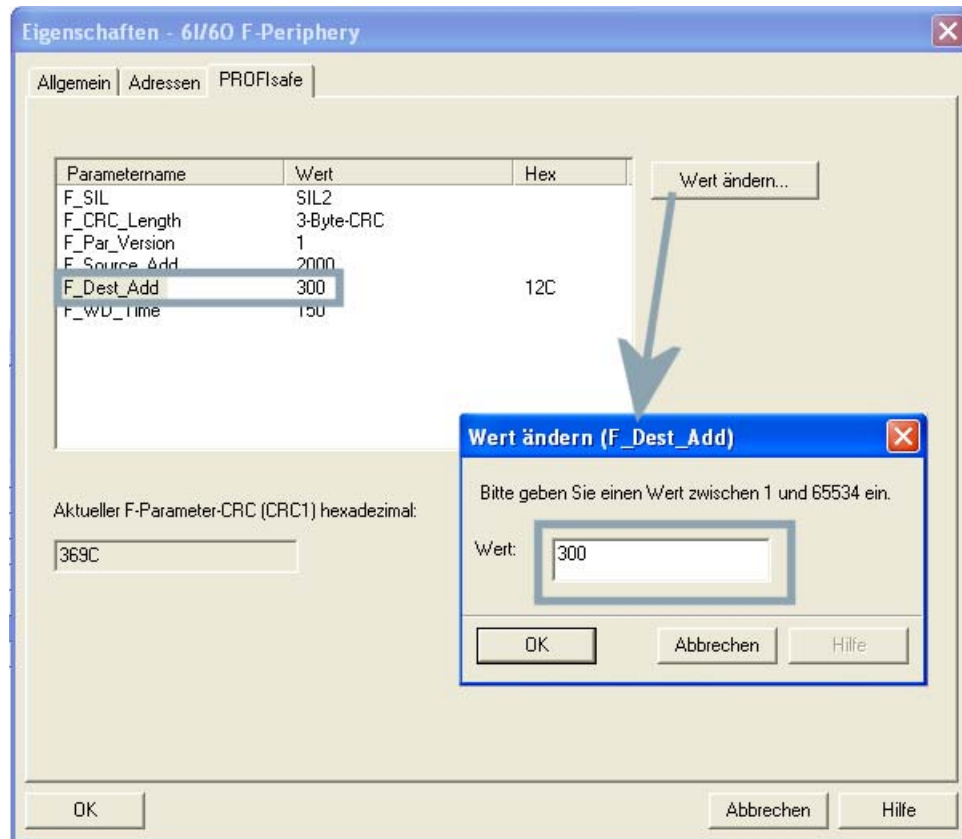 Eigenschaften - 6I/6O F-Periphery
Allgemein Adressen PROFIsafe
Parametername Wert Hex
F_SIL SIL2
F_CRC_Length 3-Byte-CRC
F_Par_Version 1
F_Source_Add 2000
F_Dest_Add 300 12C
F_WD_Time 150
Wert ändern...
Aktueller F-Parameter-CRC (CRC1) hexadezimal:
369C
Wert ändern (F_Dest_Add)
Bitte geben Sie einen Wert zwischen 1 und 65534 ein.
Wert: 300
OK Abbrechen Hilfe
OK Abbrechen Hilfe